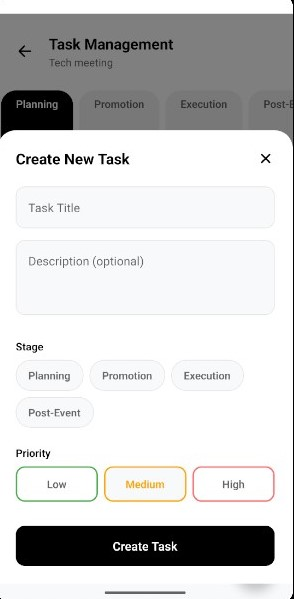 Task Management
Tech meeting
Planning Promotion Execution Post-E
Create New Task
Task Title
Description (optional)
Stage
Planning Promotion Execution
Post-Event
Priority
Low Medium High
Create Task